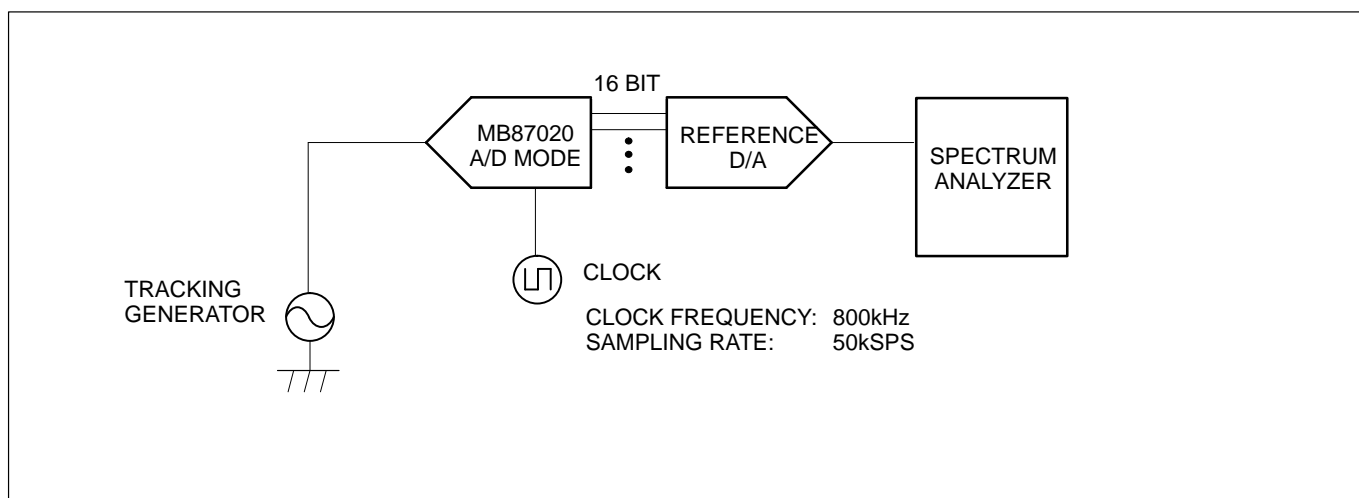 16 BIT
MB87020
A/D MODE
REFERENCE
D/A
SPECTRUM
ANALYZER
CLOCK
TRACKING
GENERATOR
CLOCK FREQUENCY: 800kHz
SAMPLING RATE: 50kSPS